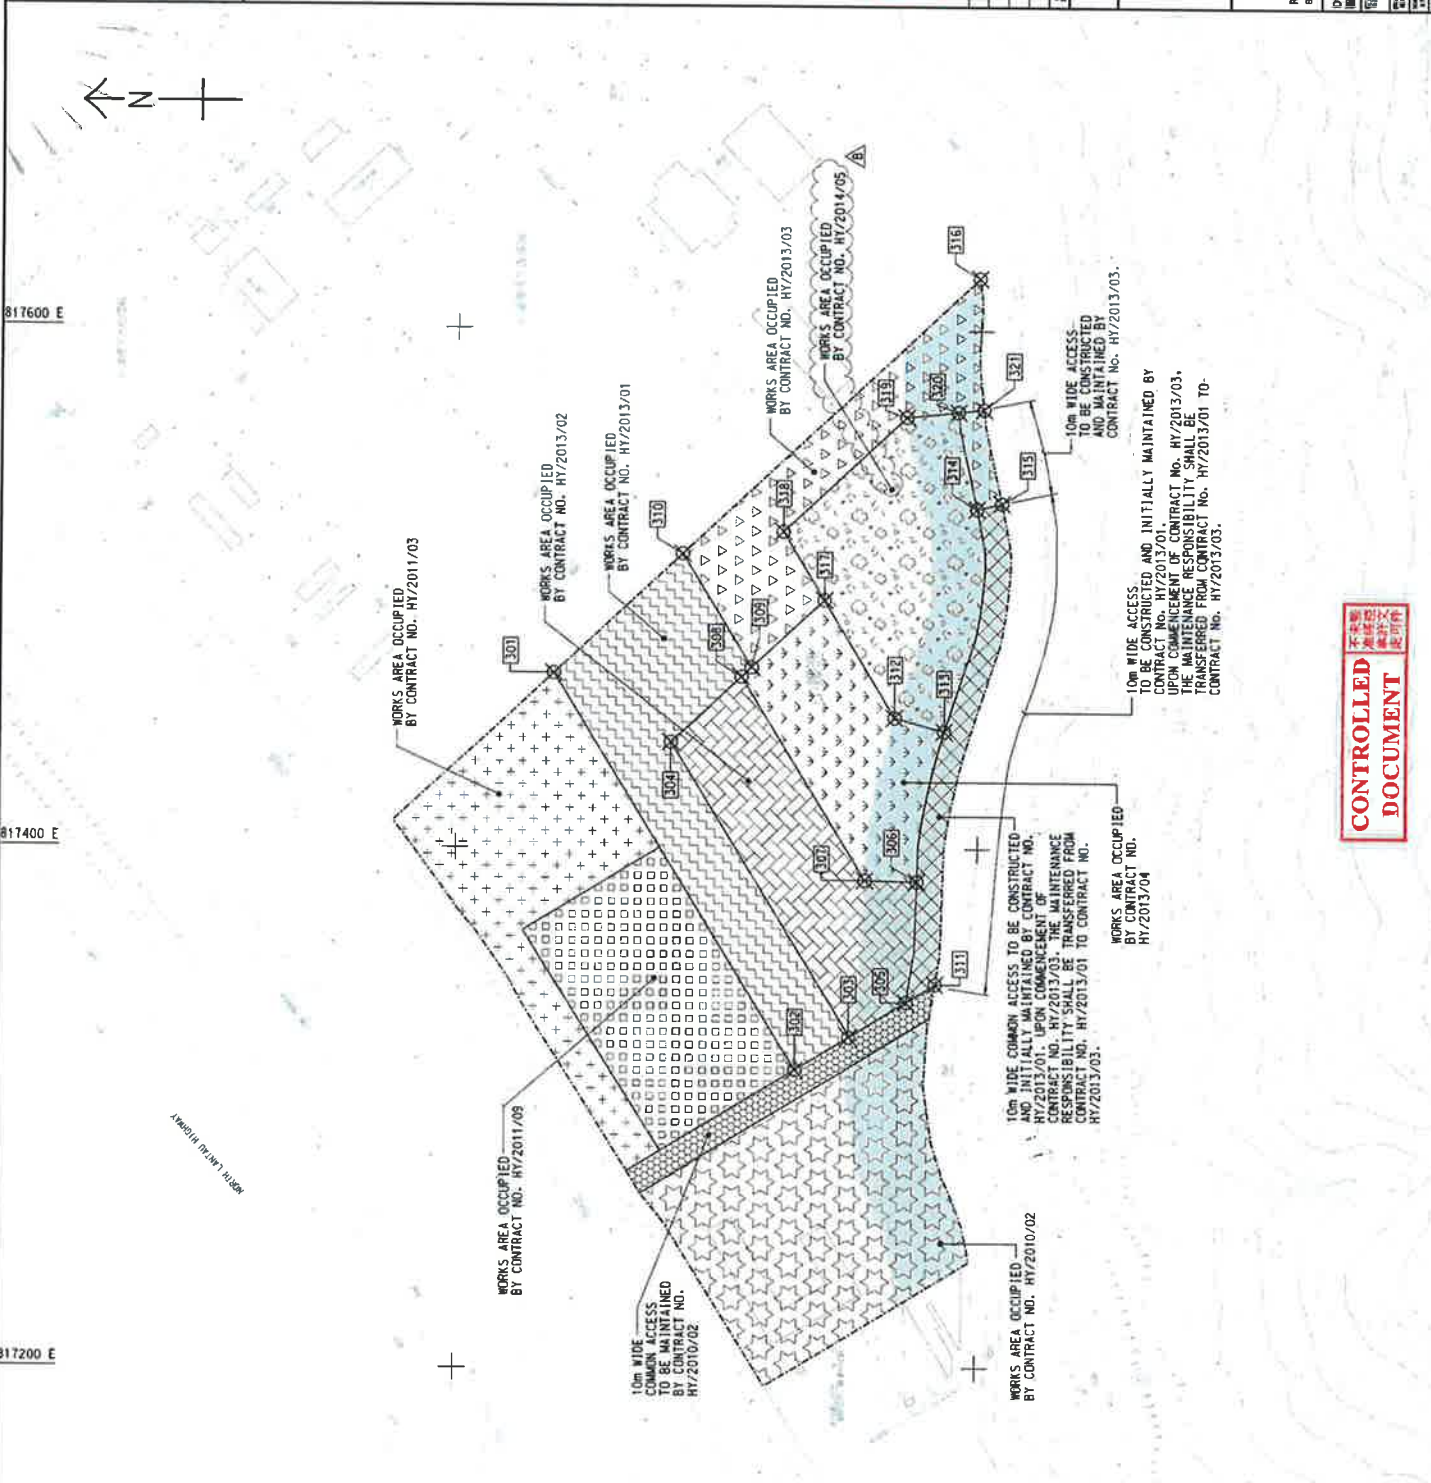 817600 E
817400 E
817200 E
N
NORTH LANTAU HIGHWAY
WORKS AREA OCCUPIED
BY CONTRACT NO. HY/2011/03
WORKS AREA OCCUPIED
BY CONTRACT NO. HY/2013/02
WORKS AREA OCCUPIED
BY CONTRACT NO. HY/2013/01
WORKS AREA OCCUPIED
BY CONTRACT NO. HY/2013/03
WORKS AREA OCCUPIED
BY CONTRACT NO. HY/2014/05
B
WORKS AREA OCCUPIED
BY CONTRACT NO. HY/2011/09
10m WIDE
COMMON ACCESS
TO BE MAINTAINED
BY CONTRACT NO.
HY/2010/02
WORKS AREA OCCUPIED
BY CONTRACT NO. HY/2010/02
10m WIDE COMMON ACCESS TO BE CONSTRUCTED
AND INITIALLY MAINTAINED BY CONTRACT NO.
HY/2013/01. UPON COMMENCEMENT OF
CONTRACT NO. HY/2013/03. THE MAINTENANCE
RESPONSIBILITY SHALL BE TRANSFERRED FROM
CONTRACT NO. HY/2013/01 TO CONTRACT NO.
HY/2013/03.
WORKS AREA OCCUPIED
BY CONTRACT NO.
HY/2013/04
10m WIDE ACCESS
TO BE CONSTRUCTED AND INITIALLY MAINTAINED BY
CONTRACT No. HY/2013/01.
UPON COMMENCEMENT OF CONTRACT No. HY/2013/03,
THE MAINTENANCE RESPONSIBILITY SHALL BE
TRANSFERRED FROM CONTRACT No. HY/2013/01 TO
CONTRACT No. HY/2013/03.
10m WIDE ACCESS
TO BE CONSTRUCTED
AND MAINTAINED BY
CONTRACT No. HY/2013/03.
301
302
303
304
305
306
307
308
309
310
311
312
313
314
315
316
317
318
319
320
321
CONTROLLED
DOCUMENT